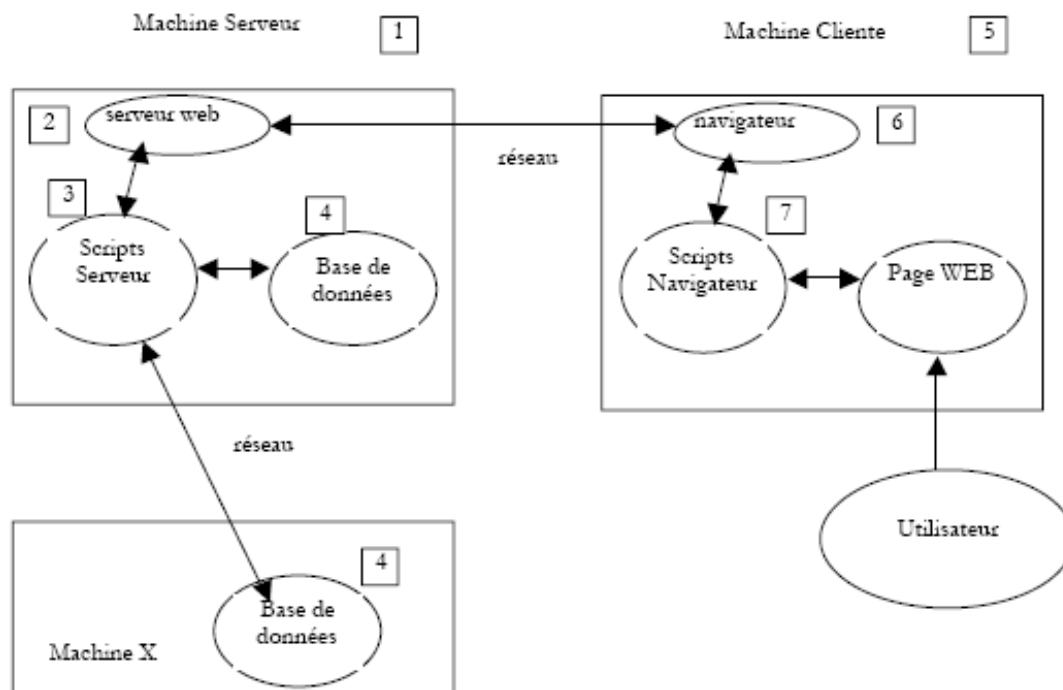 Machine Serveur
1
Machine Cliente
5
2
serveur web
navigateur
6
réseau
3
4
7
Scripts
Serveur
Base de
données
Scripts
Navigateur
Page WEB
réseau
Utilisateur
4
Base de
données
Machine X